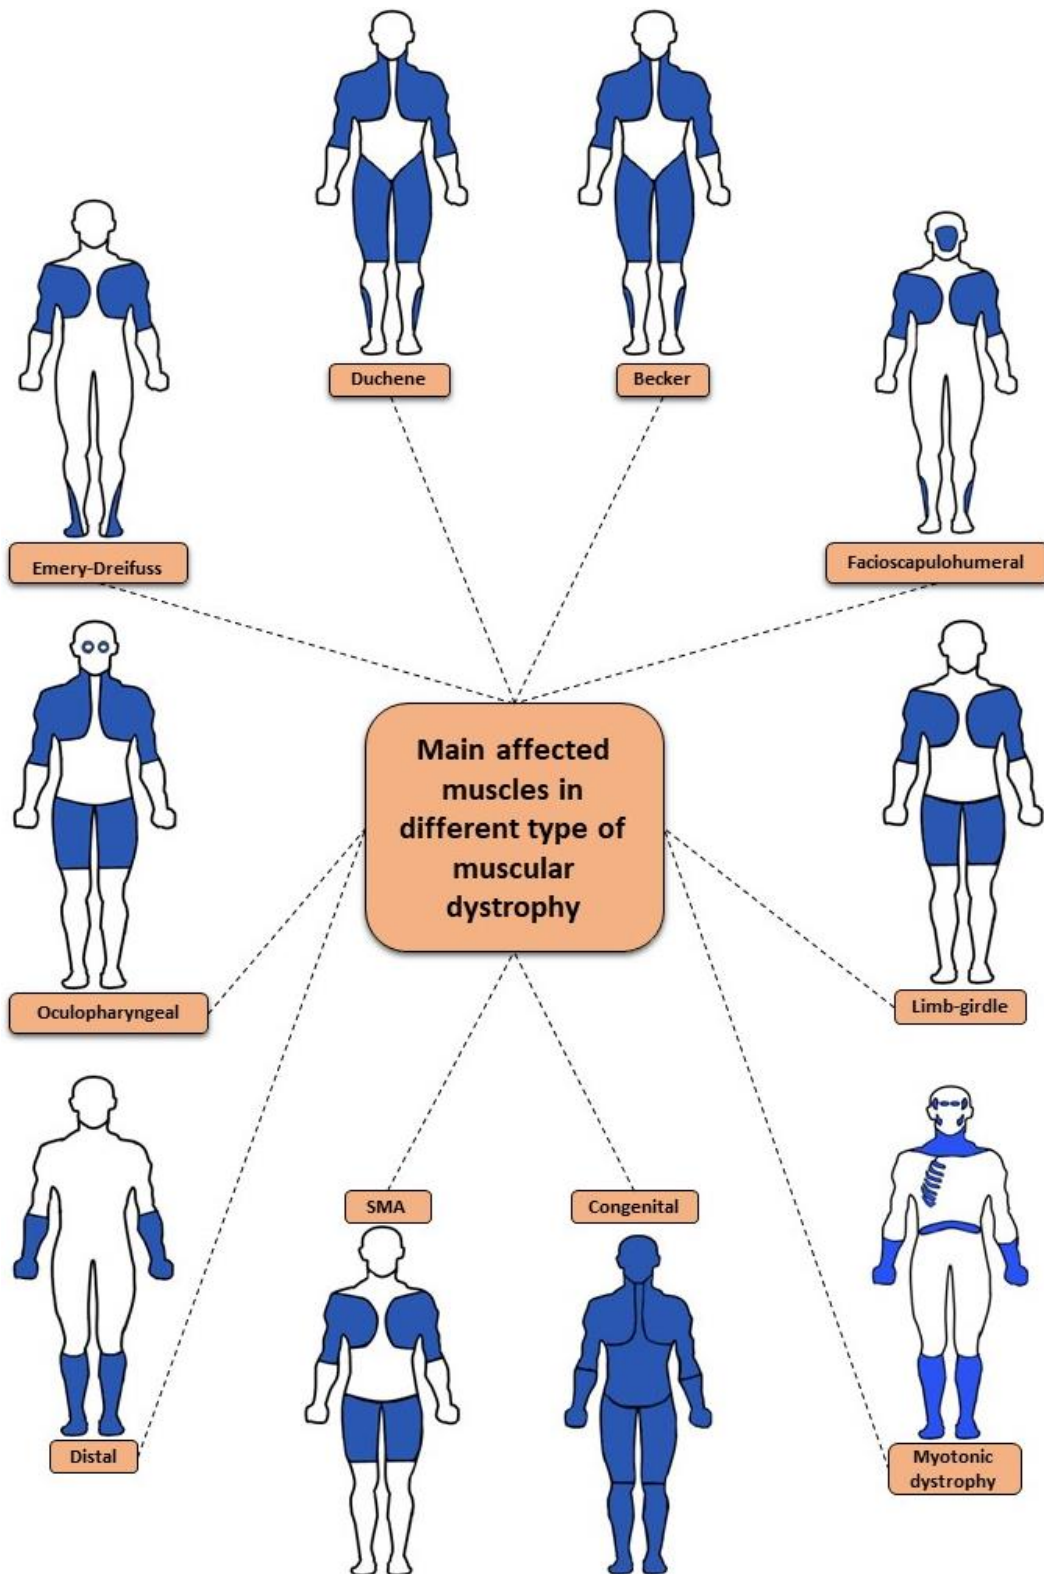 Duchene
Becker
Emery-Dreifuss
Facioscapulohumeral
Main affected
muscles in
different type of
muscular
dystrophy
Oculopharyngeal
Limb-girdle
SMA
Congenital
Distal
Myotonic
dystrophy